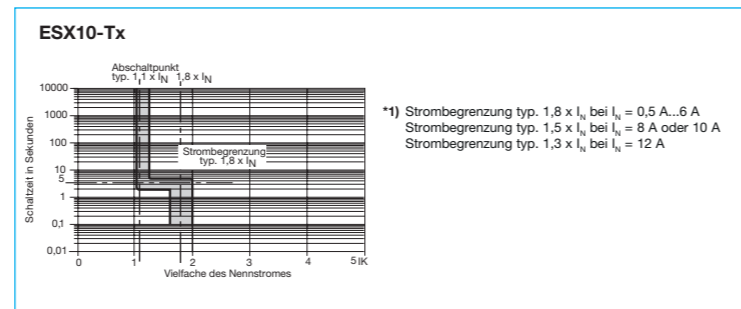 ESX10-Tx
Abschaltpunkt
typ. 1,1 x IN 1,8 x IN
10000
1000
100
10
5
1
0,1
0,01
Schaltzeit in Sekunden
Strombegrenzung
typ. 1,8 x IN
0 1 2 3 4 5 IK
Vielfache des Nennstromes
*1) Strombegrenzung typ. 1,8 x IN bei IN = 0,5 A...6 A
Strombegrenzung typ. 1,5 x IN bei IN = 8 A oder 10 A
Strombegrenzung typ. 1,3 x IN bei IN = 12 A